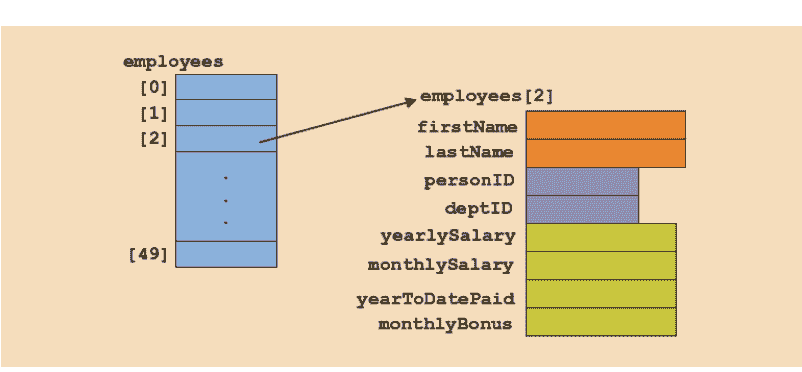 employees
[0]
[1]
[2]
.
.
.
[49]
employees[2]
firstName
lastName
personID
deptID
yearlySalary
monthlySalary
yearToDatePaid
monthlyBonus